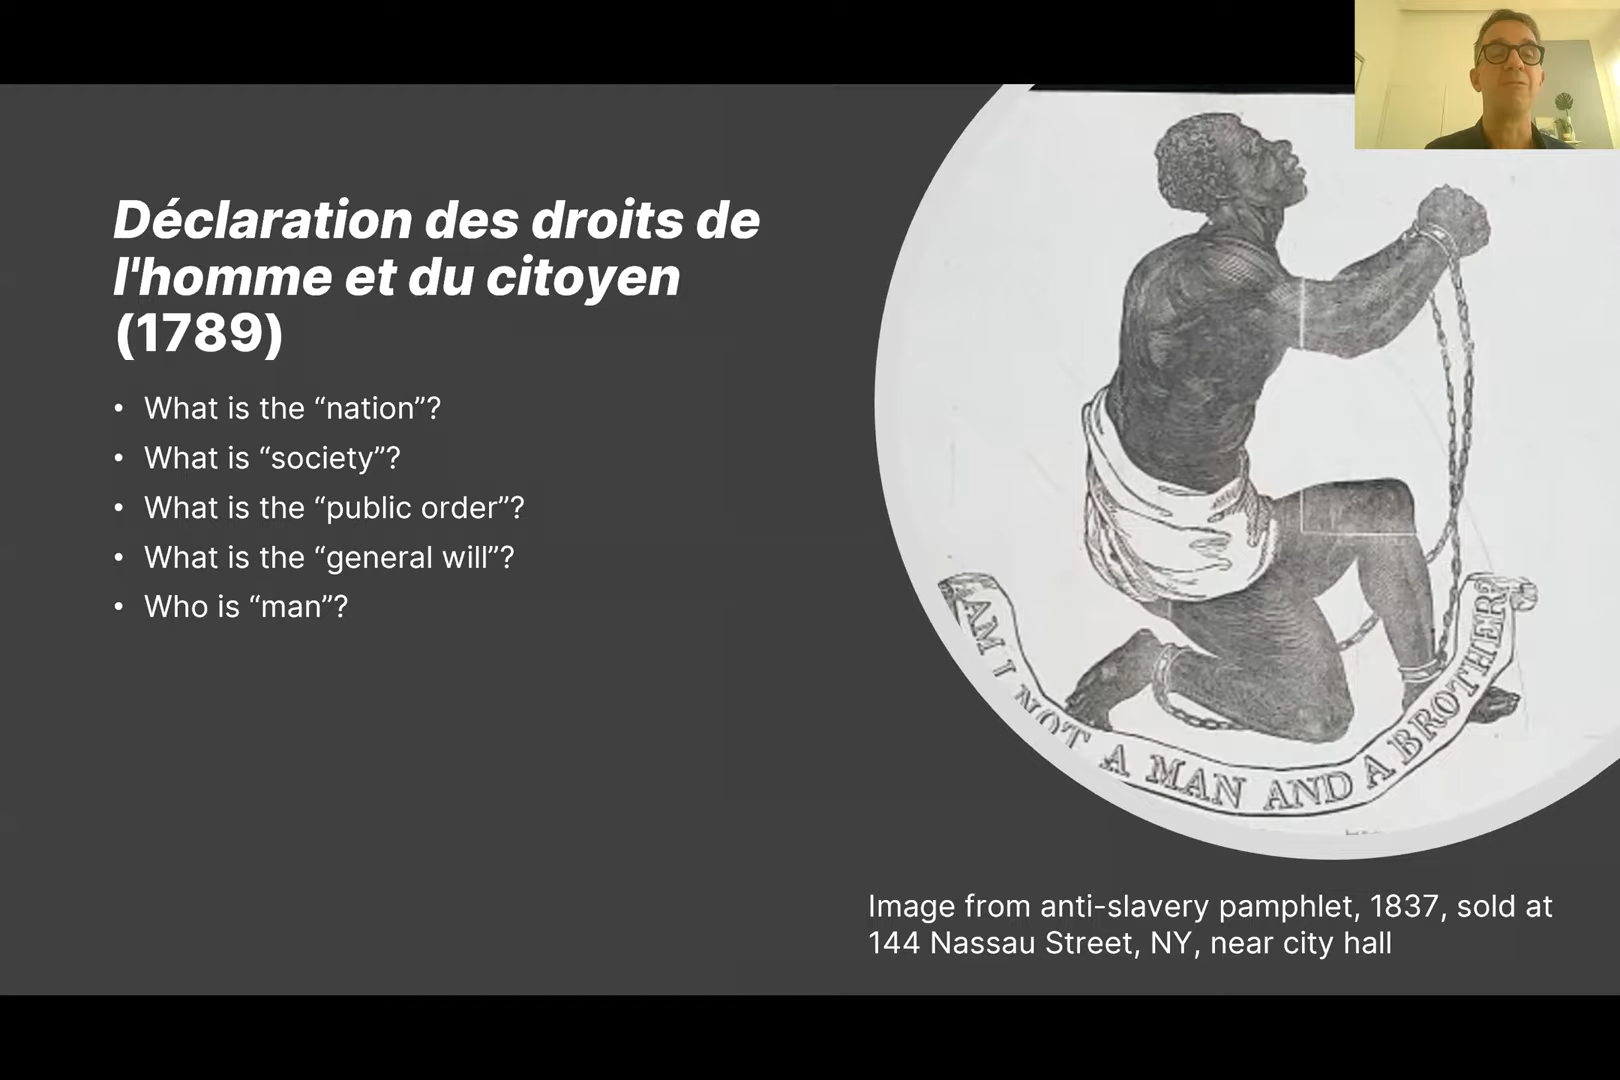 Déclaration des droits de
l'homme et du citoyen
(1789)
• What is the “nation”?
• What is “society”?
• What is the “public order”?
• What is the “general will”?
• Who is “man”?
AM I NOT A MAN AND A BROTHER?
Image from anti-slavery pamphlet, 1837, sold at
144 Nassau Street, NY, near city hall